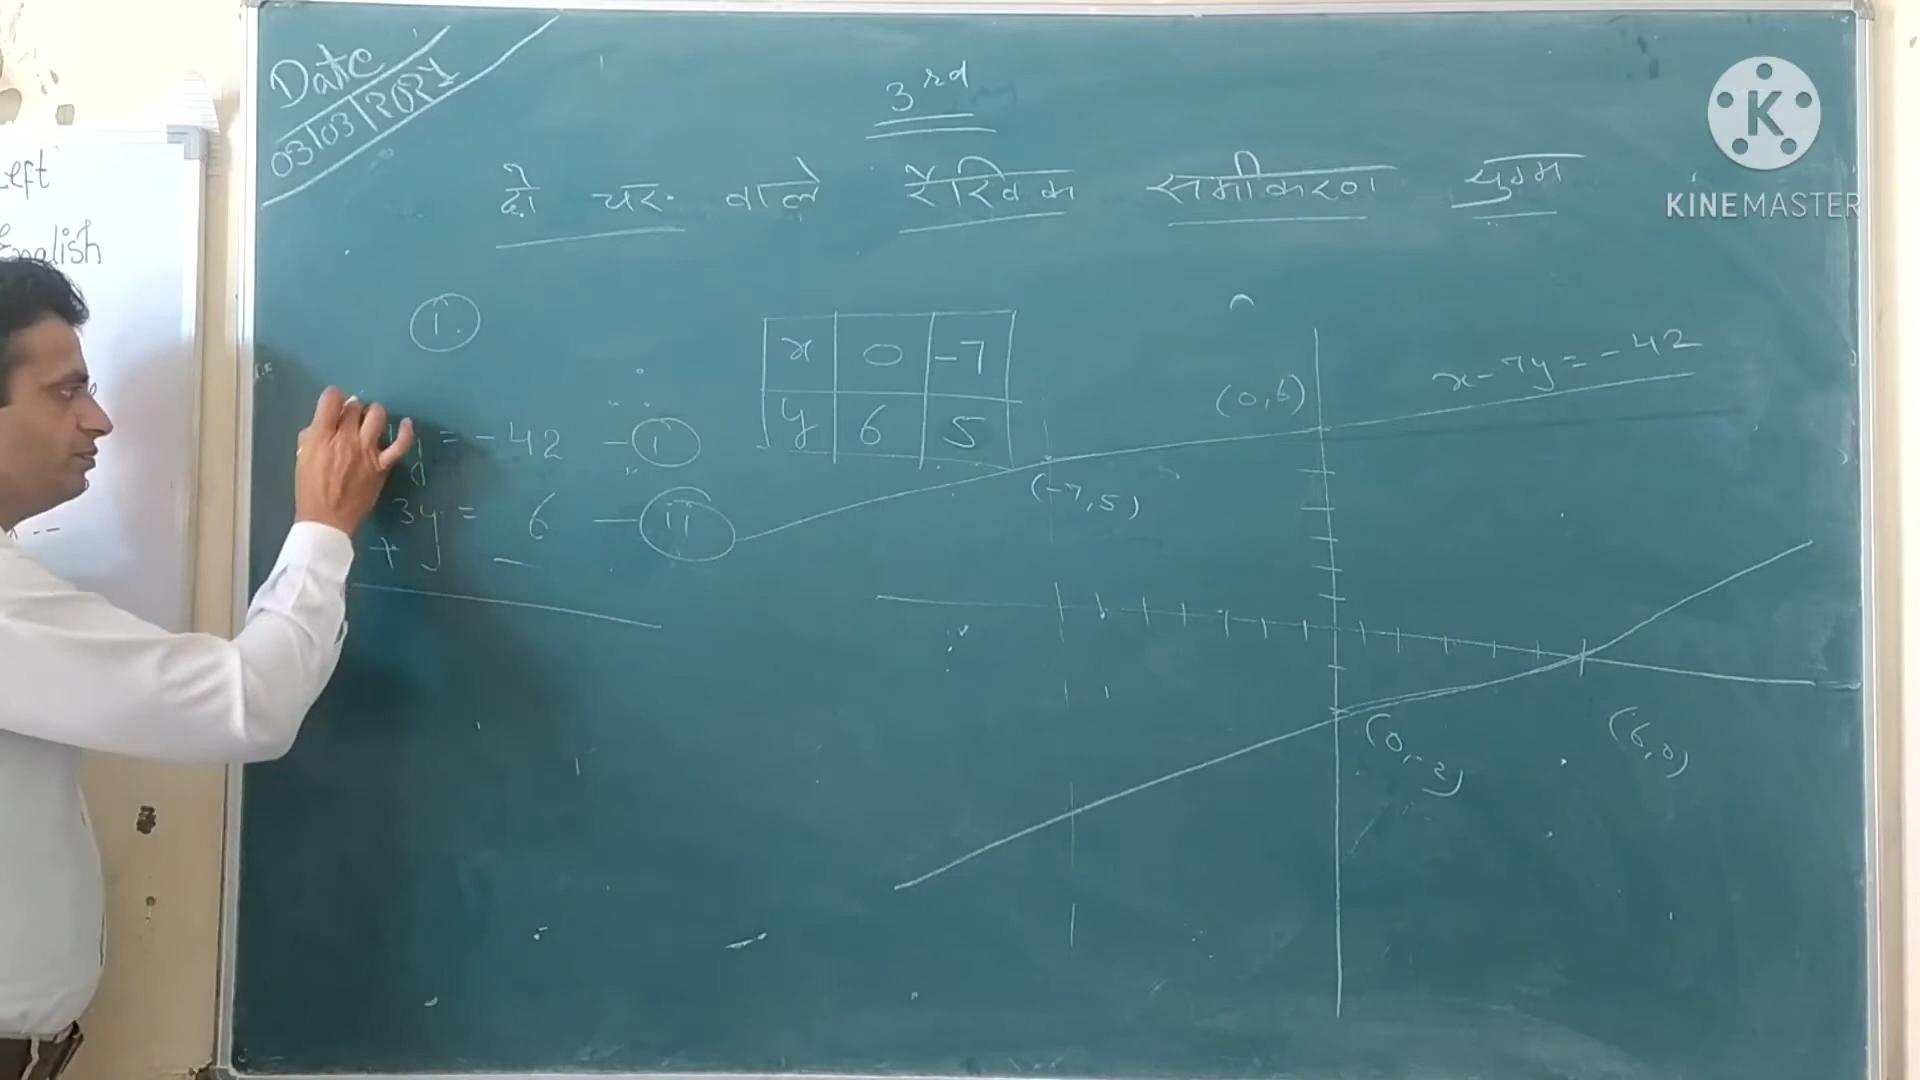 Date
03/03/2021
3rd
दो चर वाले रैखिक समीकरण युग्म
Left
English
I
y = -42 - I
3y = 6 - II
+ -
x 0 -7
y 6 5
x - 7y = -42
(0, 6)
(-7, 5)
(0, -2)
(6, 0)
K
KINEMASTER